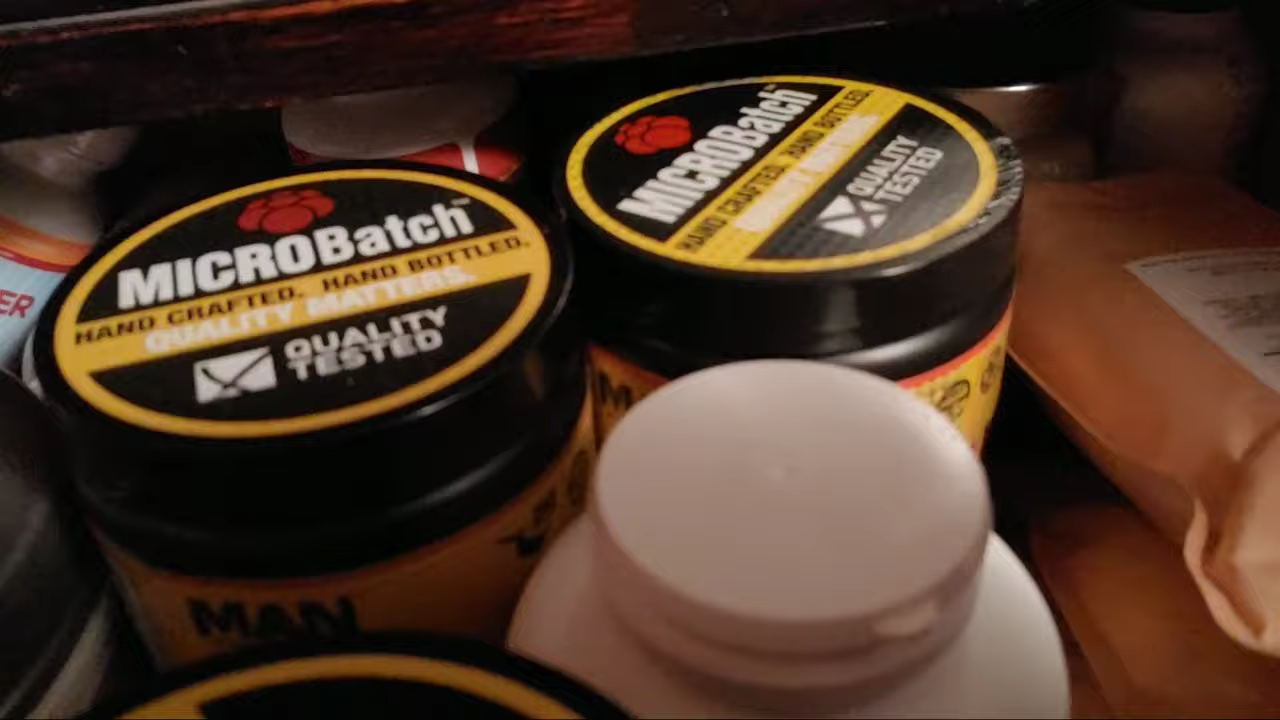 MICROBatch™
HAND CRAFTED. HAND BOTTLED.
QUALITY MATTERS.
QUALITY
TESTED
MAN
MICROBatch™
HAND CRAFTED. HAND BOTTLED.
QUALITY MATTERS.
QUALITY
TESTED
ER